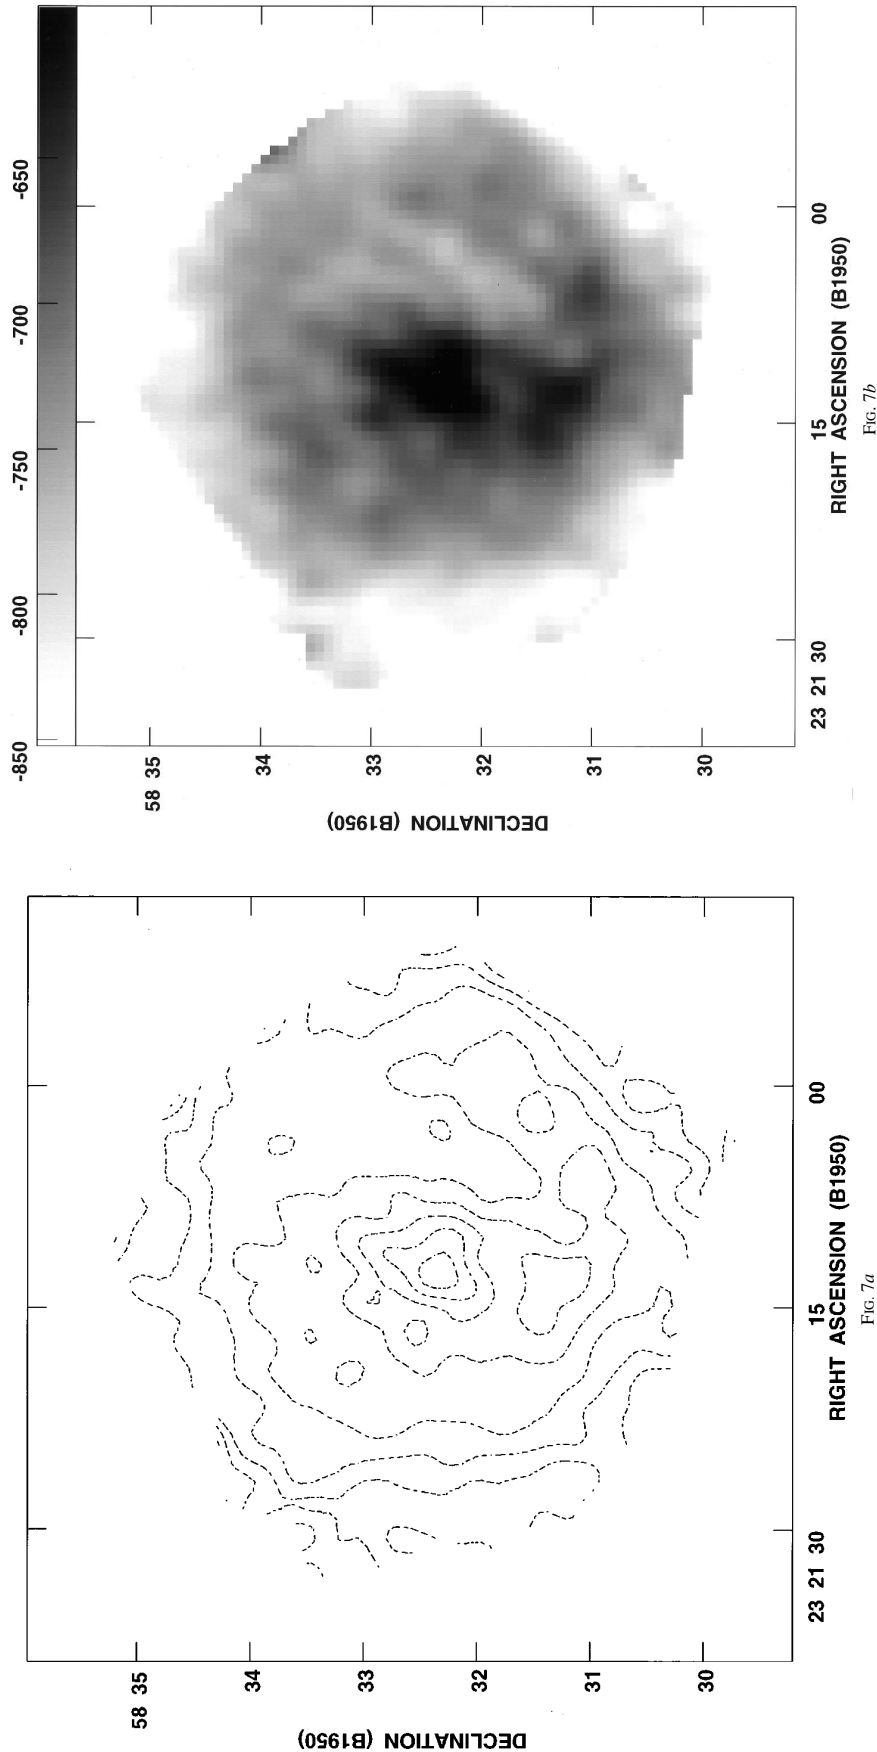 -850 -800 -750 -700 -650
58 35
34
33
32
31
30
DECLINATION (B1950)
23 21 30 15 00
RIGHT ASCENSION (B1950)
FIG. 7b
58 35
34
33
32
31
30
DECLINATION (B1950)
23 21 30 15 00
RIGHT ASCENSION (B1950)
FIG. 7a